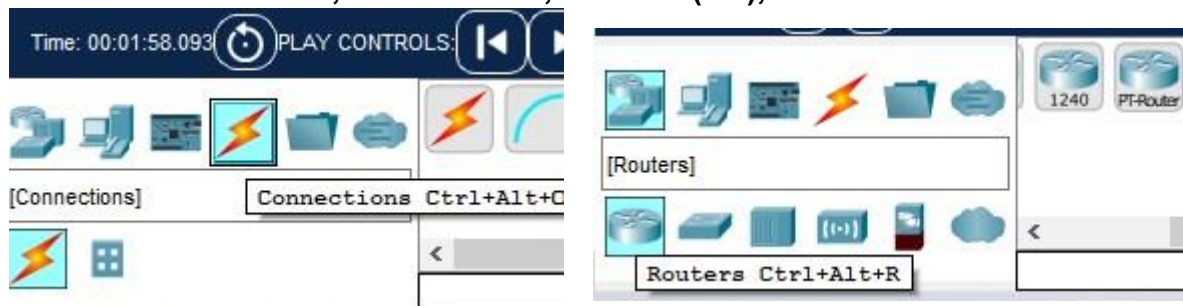 Time: 00:01:58.093 PLAY CONTROLS:
[Connections]
Connections Ctrl+Alt+
1240
PT-Router
[Routers]
Routers Ctrl+Alt+R